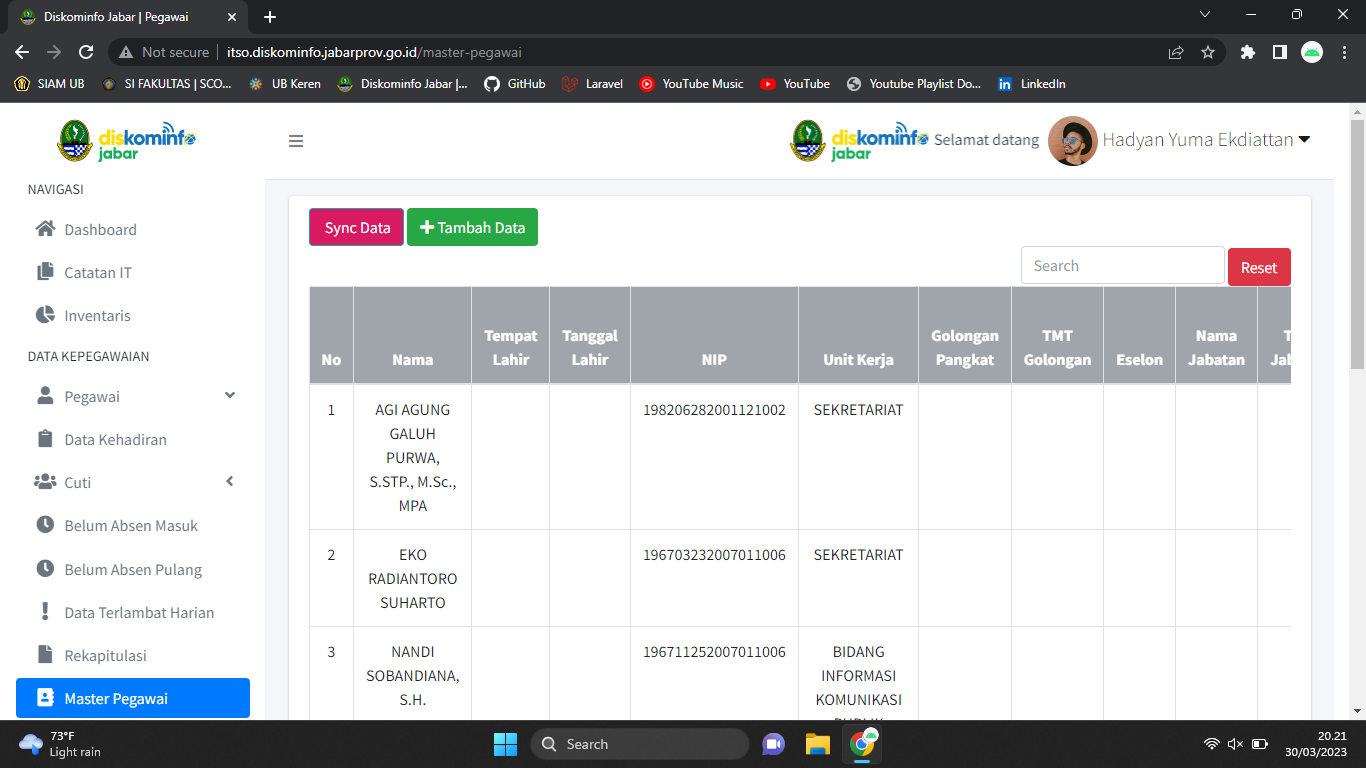 Diskominfo Jabar | Pegawai
Not secure | itso.diskominfo.jabarprov.go.id/master-pegawai
SIAM UB SI FAKULTAS | SCO... UB Keren Diskominfo Jabar |... GitHub Laravel YouTube Music YouTube Youtube Playlist Do... LinkedIn
diskominfo
jabar
diskominfo
jabar
Selamat datang Hadyan Yuma Ekdiattan
NAVIGASI
Dashboard
Catatan IT
Inventaris
DATA KEPEGAWAIAN
Pegawai
Data Kehadiran
Cuti
Belum Absen Masuk
Belum Absen Pulang
Data Terlambat Harian
Rekapitulasi
Master Pegawai
Sync Data Tambah Data
Search Reset
No Nama Tempat Lahir Tanggal Lahir NIP Unit Kerja Golongan Pangkat TMT Golongan Eselon Nama Jabatan
1 AGI AGUNG GALUH PURWA, S.STP., M.Sc., MPA 198206282001121002 SEKRETARIAT
2 EKO RADIANTORO SUHARTO 196703232007011006 SEKRETARIAT
3 NANDI SOBANDIANA, S.H. 196711252007011006 BIDANG INFORMASI KOMUNIKASI
73°F
Light rain
Search
20.21
30/03/2023